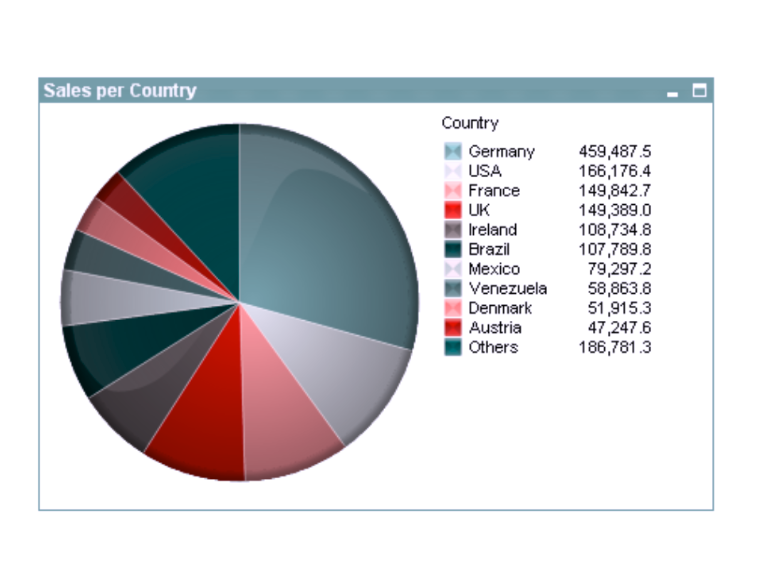 Sales per Country
Country
Germany 459,487.5
USA 166,176.4
France 149,842.7
UK 149,389.0
Ireland 108,734.8
Brazil 107,789.8
Mexico 79,297.2
Venezuela 58,863.8
Denmark 51,915.3
Austria 47,247.6
Others 186,781.3